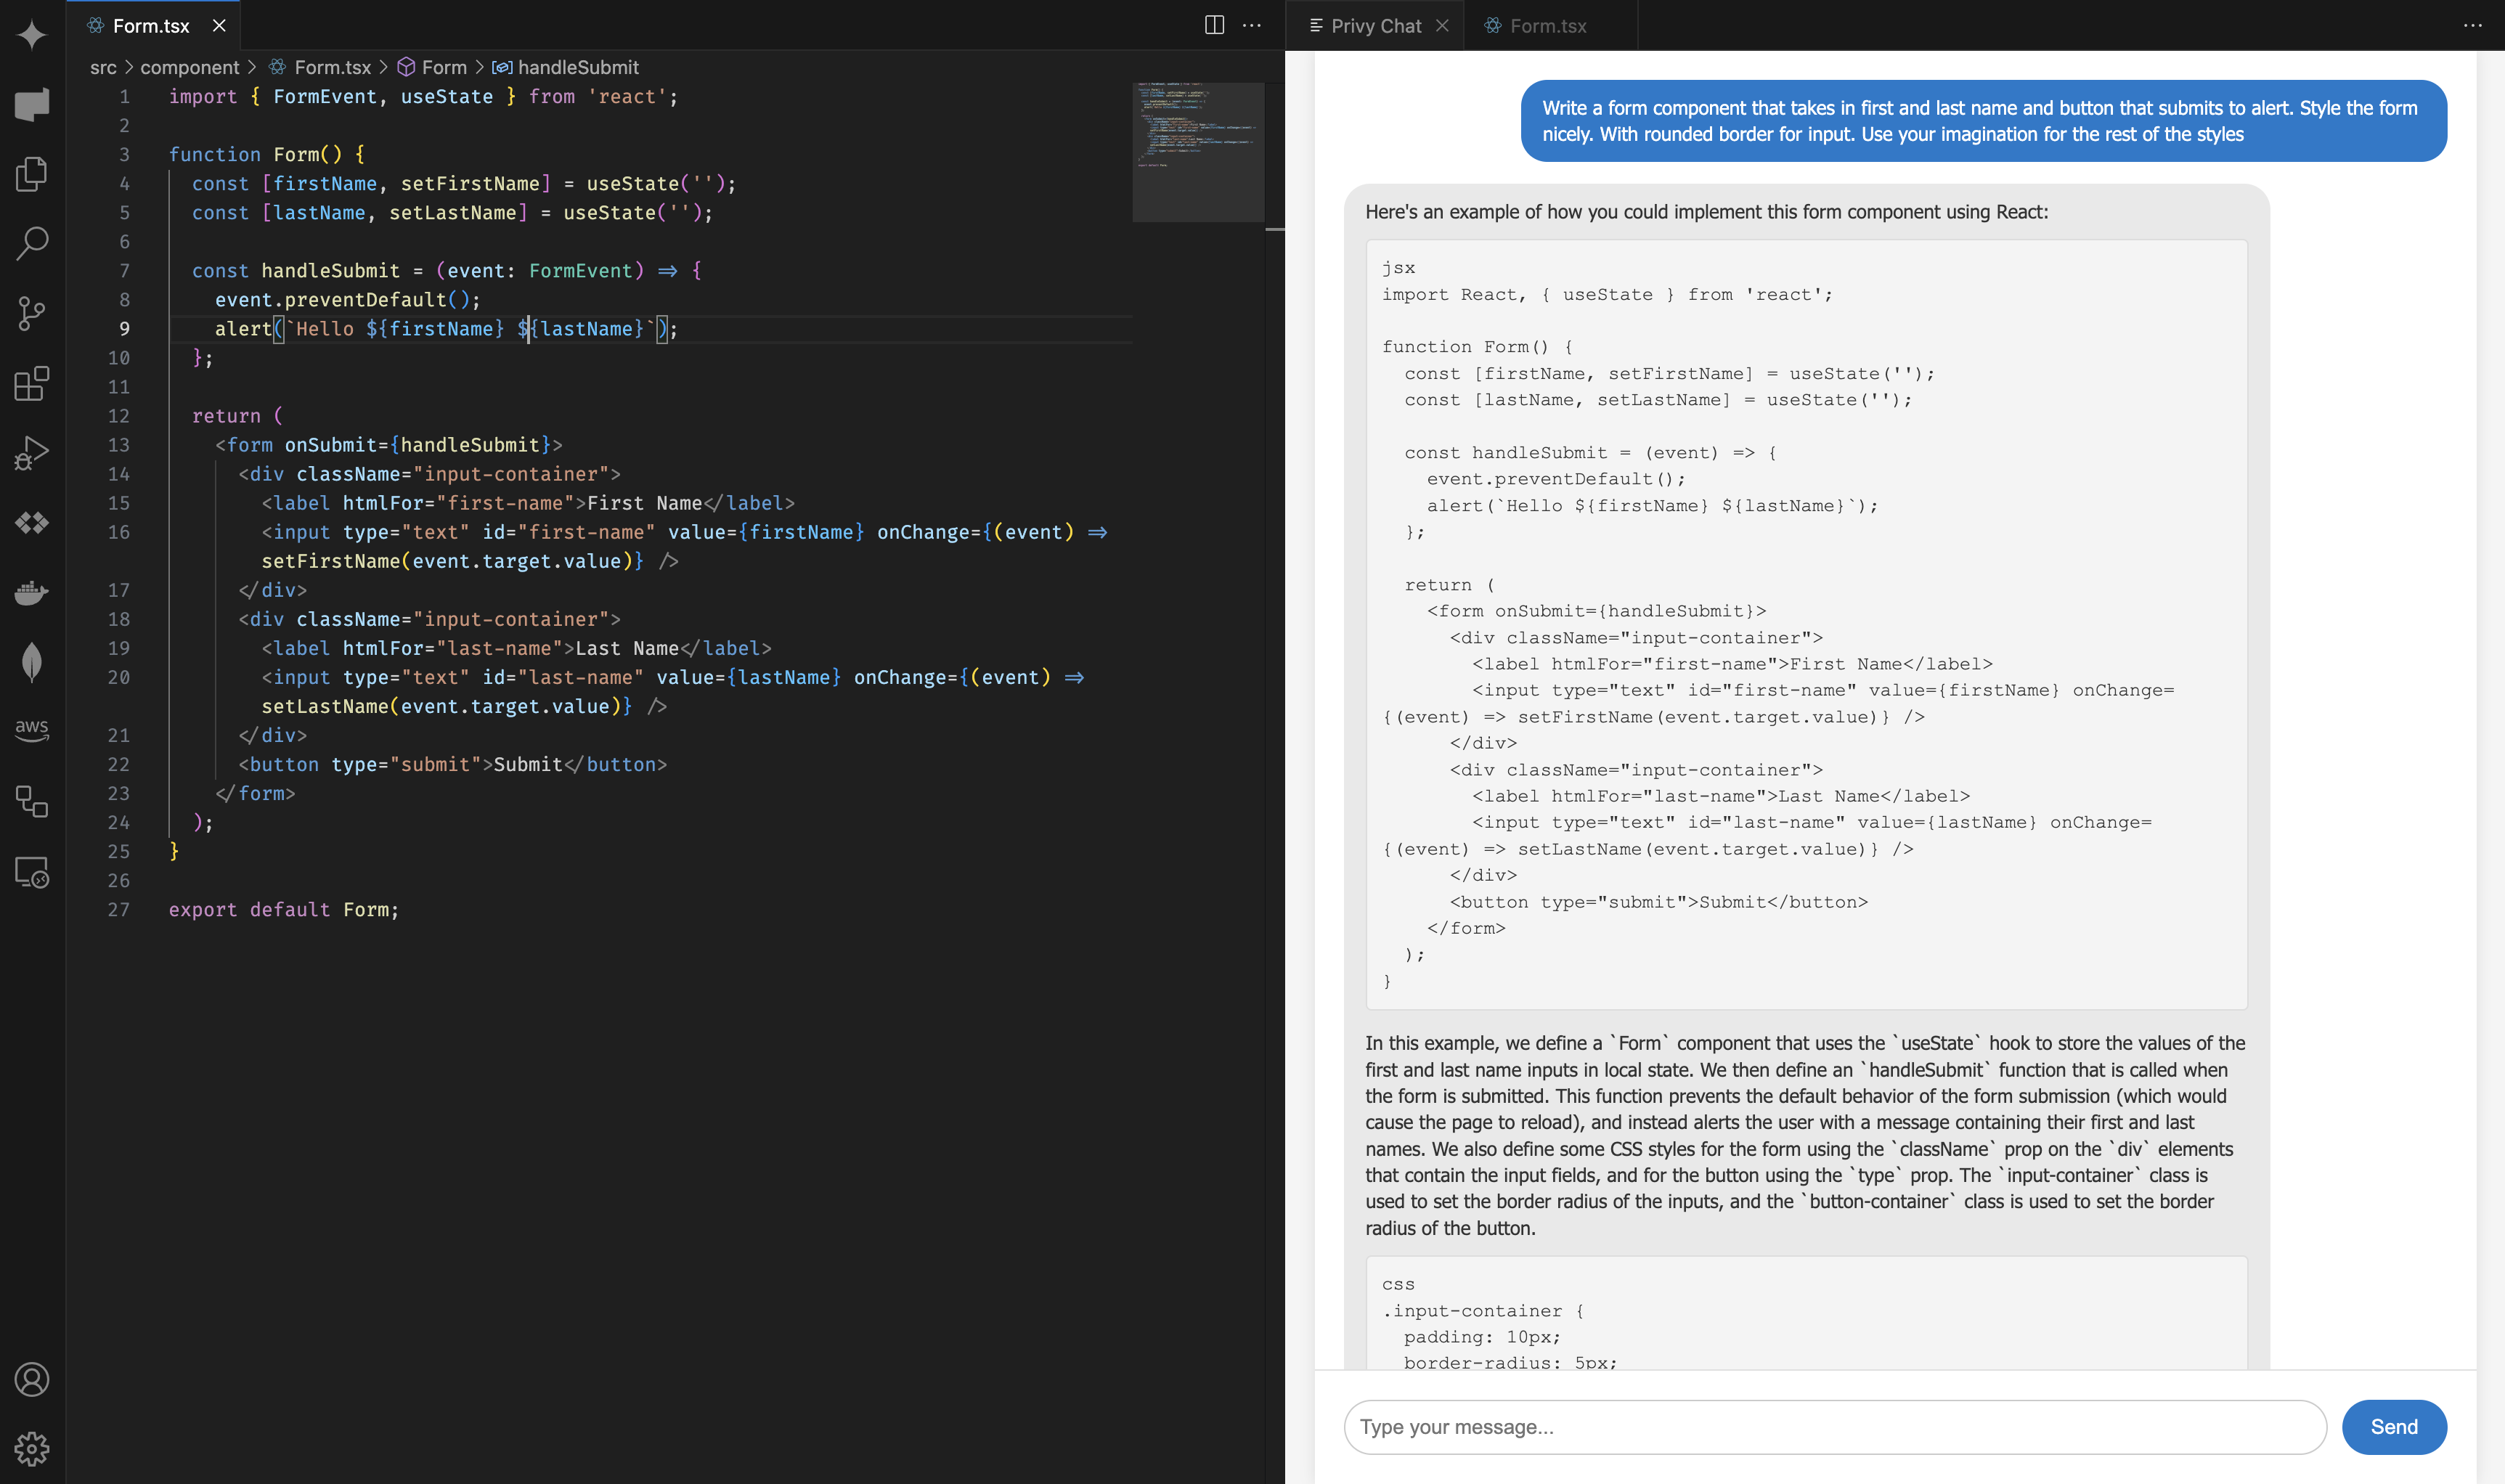 Form.tsx
src > component > Form.tsx > Form > handleSubmit
1 import { FormEvent, useState } from 'react';
2
3 function Form() {
4 const [firstName, setFirstName] = useState('');
5 const [lastName, setLastName] = useState('');
6
7 const handleSubmit = (event: FormEvent) => {
8 event.preventDefault();
9 alert(`Hello ${firstName} ${lastName}`);
10 };
11
12 return (
13 <form onSubmit={handleSubmit}>
14 <div className="input-container">
15 <label htmlFor="first-name">First Name</label>
16 <input type="text" id="first-name" value={firstName} onChange={(event) =>
setFirstName(event.target.value)} />
17 </div>
18 <div className="input-container">
19 <label htmlFor="last-name">Last Name</label>
20 <input type="text" id="last-name" value={lastName} onChange={(event) =>
setLastName(event.target.value)} />
21 </div>
22 <button type="submit">Submit</button>
23 </form>
24 );
25 }
26
27 export default Form;
aws
Privy Chat
Form.tsx
Write a form component that takes in first and last name and button that submits to alert. Style the form
nicely. With rounded border for input. Use your imagination for the rest of the styles
Here's an example of how you could implement this form component using React:
jsx
import React, { useState } from 'react';
function Form() {
const [firstName, setFirstName] = useState('');
const [lastName, setLastName] = useState('');
const handleSubmit = (event) => {
event.preventDefault();
alert(`Hello ${firstName} ${lastName}`);
};
return (
<form onSubmit={handleSubmit}>
<div className="input-container">
<label htmlFor="first-name">First Name</label>
<input type="text" id="first-name" value={firstName} onChange=
{(event) => setFirstName(event.target.value)} />
</div>
<div className="input-container">
<label htmlFor="last-name">Last Name</label>
<input type="text" id="last-name" value={lastName} onChange=
{(event) => setLastName(event.target.value)} />
</div>
<button type="submit">Submit</button>
</form>
);
}
In this example, we define a `Form` component that uses the `useState` hook to store the values of the
first and last name inputs in local state. We then define an `handleSubmit` function that is called when
the form is submitted. This function prevents the default behavior of the form submission (which would
cause the page to reload), and instead alerts the user with a message containing their first and last
names. We also define some CSS styles for the form using the `className` prop on the `div` elements
that contain the input fields, and for the button using the `type` prop. The `input-container` class is
used to set the border radius of the inputs, and the `button-container` class is used to set the border
radius of the button.
css
.input-container {
padding: 10px;
border-radius: 5px;
Type your message...
Send